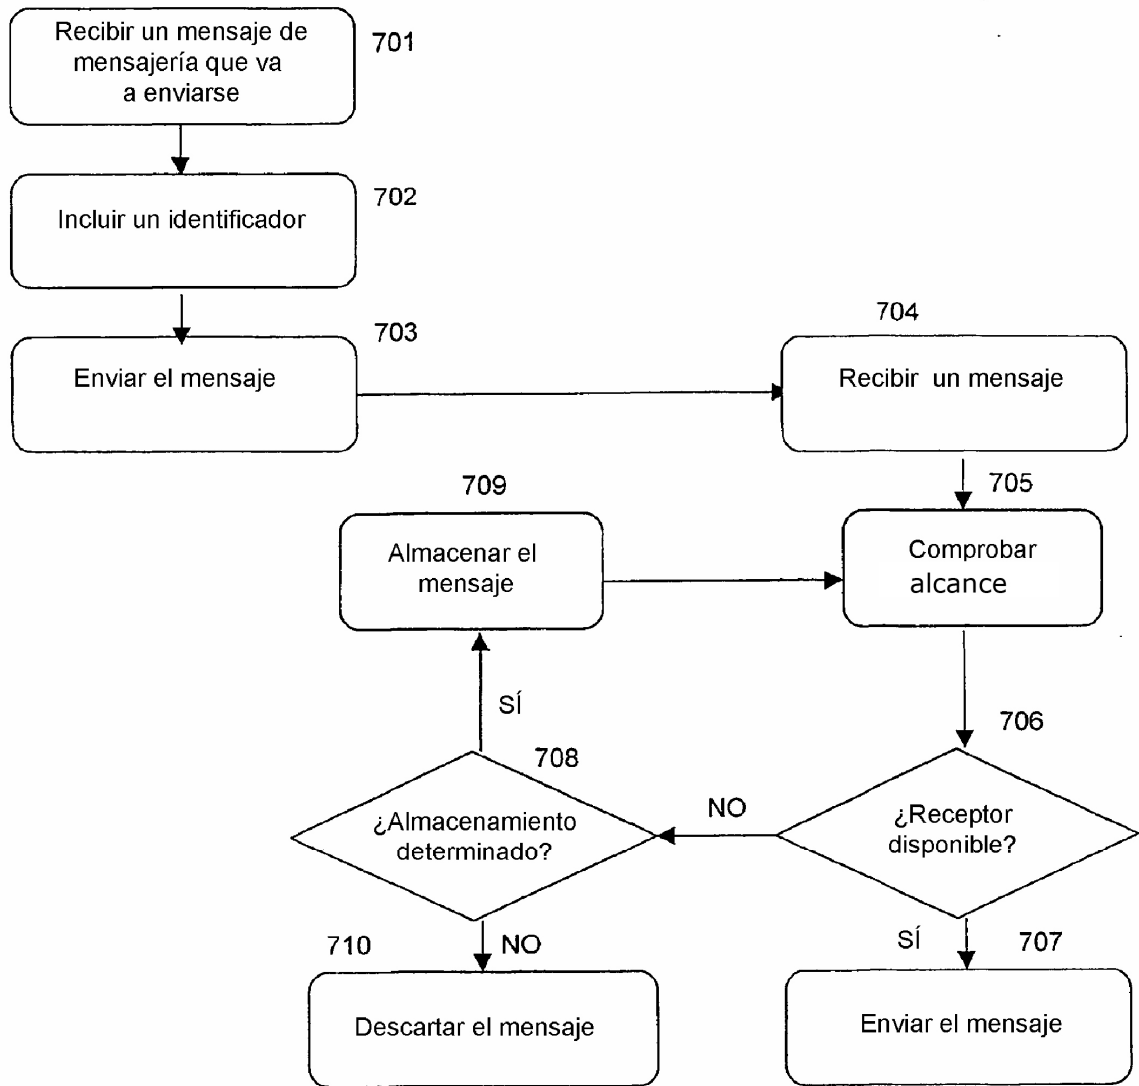 Recibir un mensaje de
mensajería que va
a enviarse
701
Incluir un identificador
702
Enviar el mensaje
703
704
Recibir un mensaje
705
Comprobar
alcance
709
Almacenar el
mensaje
SÍ
706
¿Receptor
disponible?
NO
708
¿Almacenamiento
determinado?
710
NO
Descartar el mensaje
SÍ
707
Enviar el mensaje